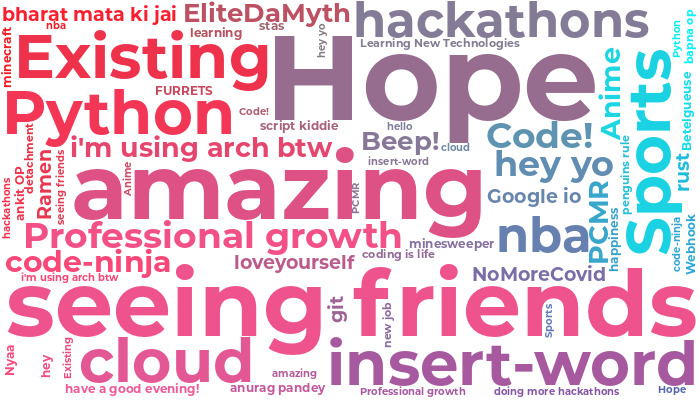 bharat mata ki jai
EliteDaMyth
hackathons
nba
stas
learning
hey yo
Learning New Technologies
minecraft
Existing
Hope
Python
bapna op
Anime
Sports
FURRETS
Python
Code!
script kiddie
hello
Beep!
cloud
Code!
Betelgueuse
i'm using arch btw
insert-word
hey yo
penguins rule
rust
detachment
ankit OP
hackathons
Ramen
seeing friends
Anime
amazing
PCMR
Google io
PCMR
happiness
Professional growth
minesweeper
nba
code-ninja
Webhook
code-ninja
loveyourself
coding is life
NoMoreCovid
i'm using arch btw
seeing friends
git
new job
Sports
Nyaa
hey
Existing
cloud
amazing
insert-word
have a good evening!
anurag pandey
Professional growth
doing more hackathons
Hope